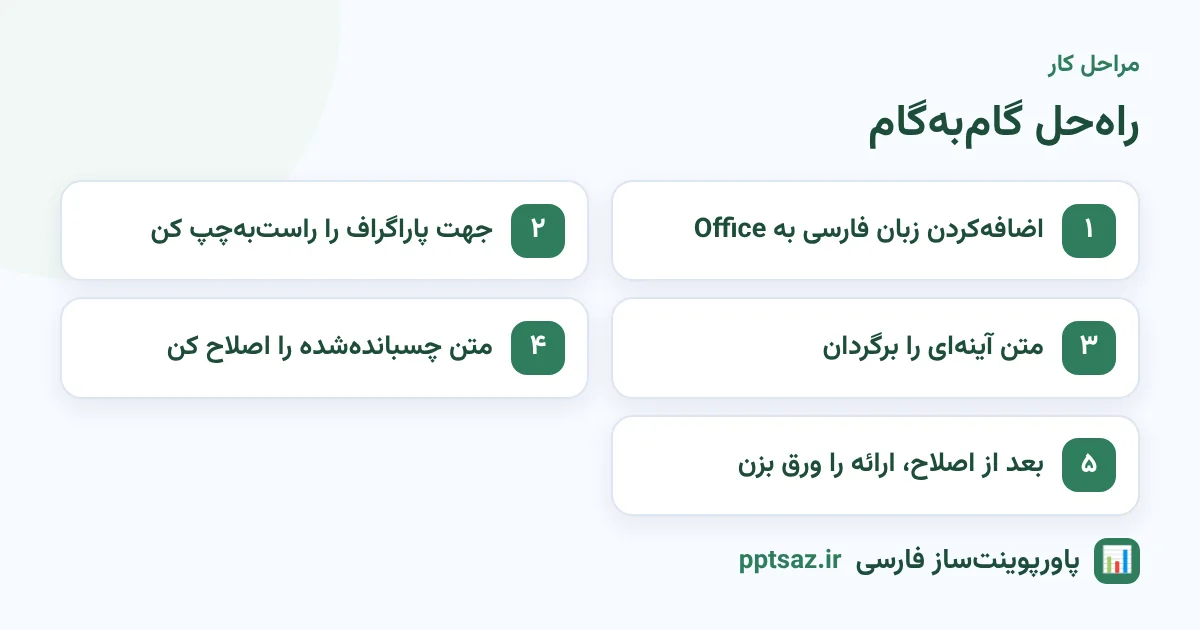 مراحل کار
راه‌حل گام‌به‌گام
۱ اضافه‌کردن زبان فارسی به Office
۲ جهت پاراگراف را راست‌به‌چپ کن
۳ متن آینه‌ای را برگردان
۴ متن چسبانده‌شده را اصلاح کن
۵ بعد از اصلاح، ارائه را ورق بزن
پاورپوینت‌ساز فارسی pptsaz.ir